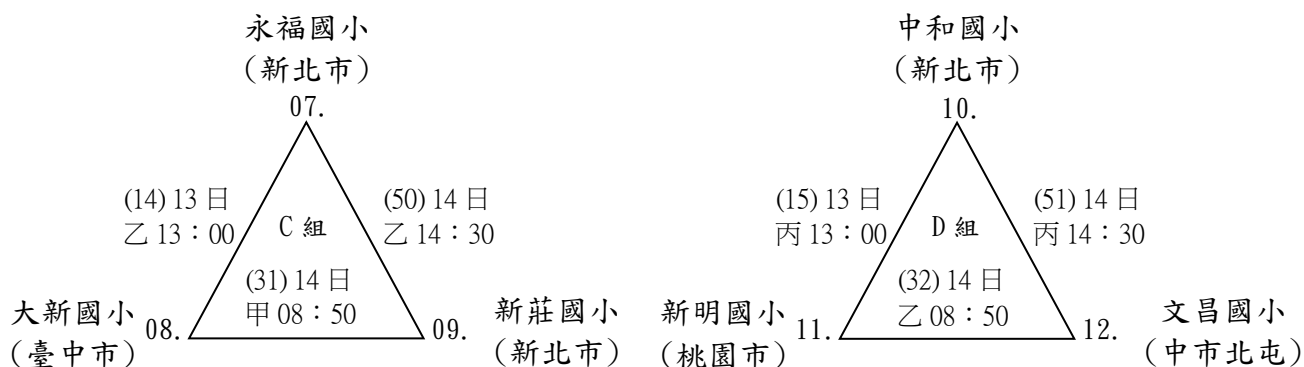 永福國小
(新北市)
07.
(14) 13 日
乙 13：00
C 組
(50) 14 日
乙 14：30
(31) 14 日
甲 08：50
大新國小
(臺中市)
08.
09.
新莊國小
(新北市)
中和國小
(新北市)
10.
(15) 13 日
丙 13：00
D 組
(51) 14 日
丙 14：30
(32) 14 日
乙 08：50
新明國小
(桃園市)
11.
12.
文昌國小
(中市北屯)